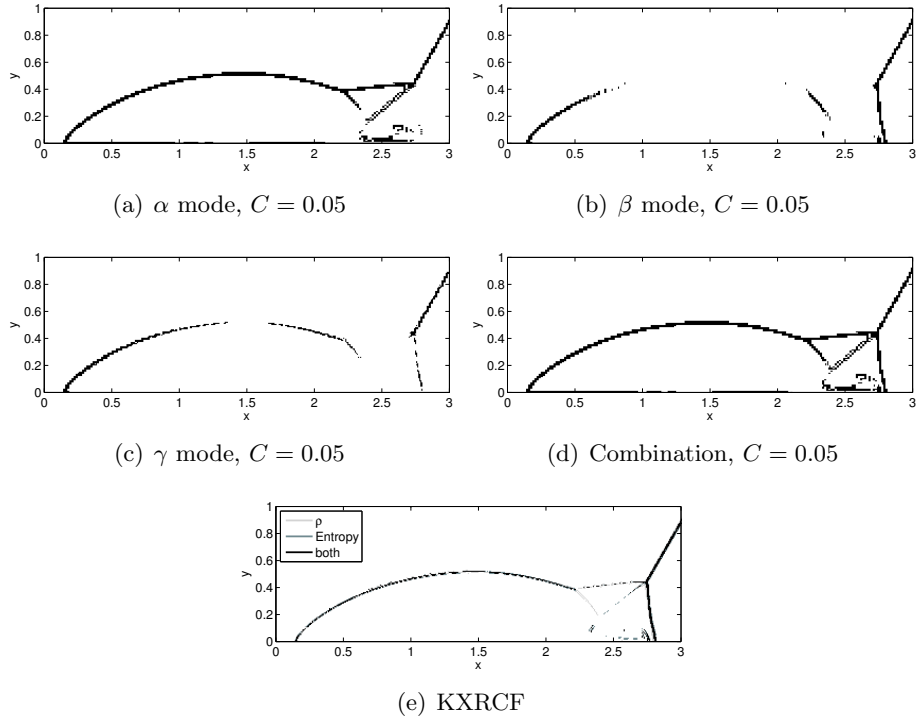 1
0.8
0.6
0.4
0.2
0
y
0 0.5 1 1.5 2 2.5 3
x
(a) α mode, C = 0.05
1
0.8
0.6
0.4
0.2
0
y
0 0.5 1 1.5 2 2.5 3
x
(b) β mode, C = 0.05
1
0.8
0.6
0.4
0.2
0
y
0 0.5 1 1.5 2 2.5 3
x
(c) γ mode, C = 0.05
1
0.8
0.6
0.4
0.2
0
y
0 0.5 1 1.5 2 2.5 3
x
(d) Combination, C = 0.05
1
0.8
0.6
0.4
0.2
0
y
ρ
Entropy
both
0 0.5 1 1.5 2 2.5 3
x
(e) KXRCF